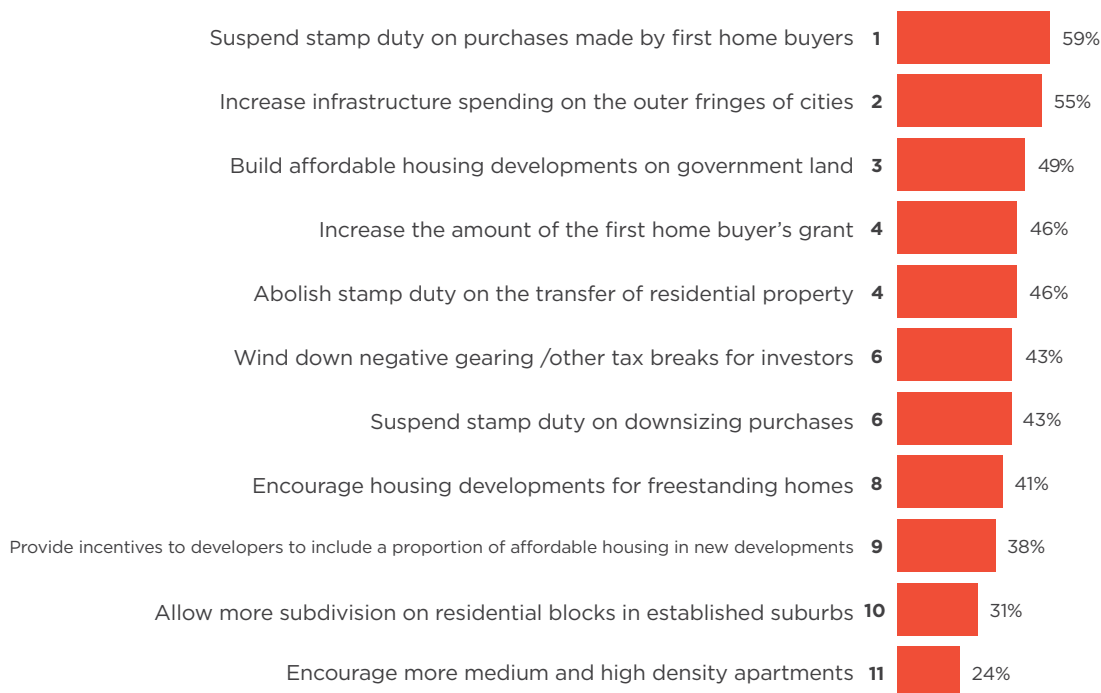 Suspend stamp duty on purchases made by first home buyers 1 59%
Increase infrastructure spending on the outer fringes of cities 2 55%
Build affordable housing developments on government land 3 49%
Increase the amount of the first home buyer’s grant 4 46%
Abolish stamp duty on the transfer of residential property 4 46%
Wind down negative gearing /other tax breaks for investors 6 43%
Suspend stamp duty on downsizing purchases 6 43%
Encourage housing developments for freestanding homes 8 41%
Provide incentives to developers to include a proportion of affordable housing in new developments 9 38%
Allow more subdivision on residential blocks in established suburbs 10 31%
Encourage more medium and high density apartments 11 24%